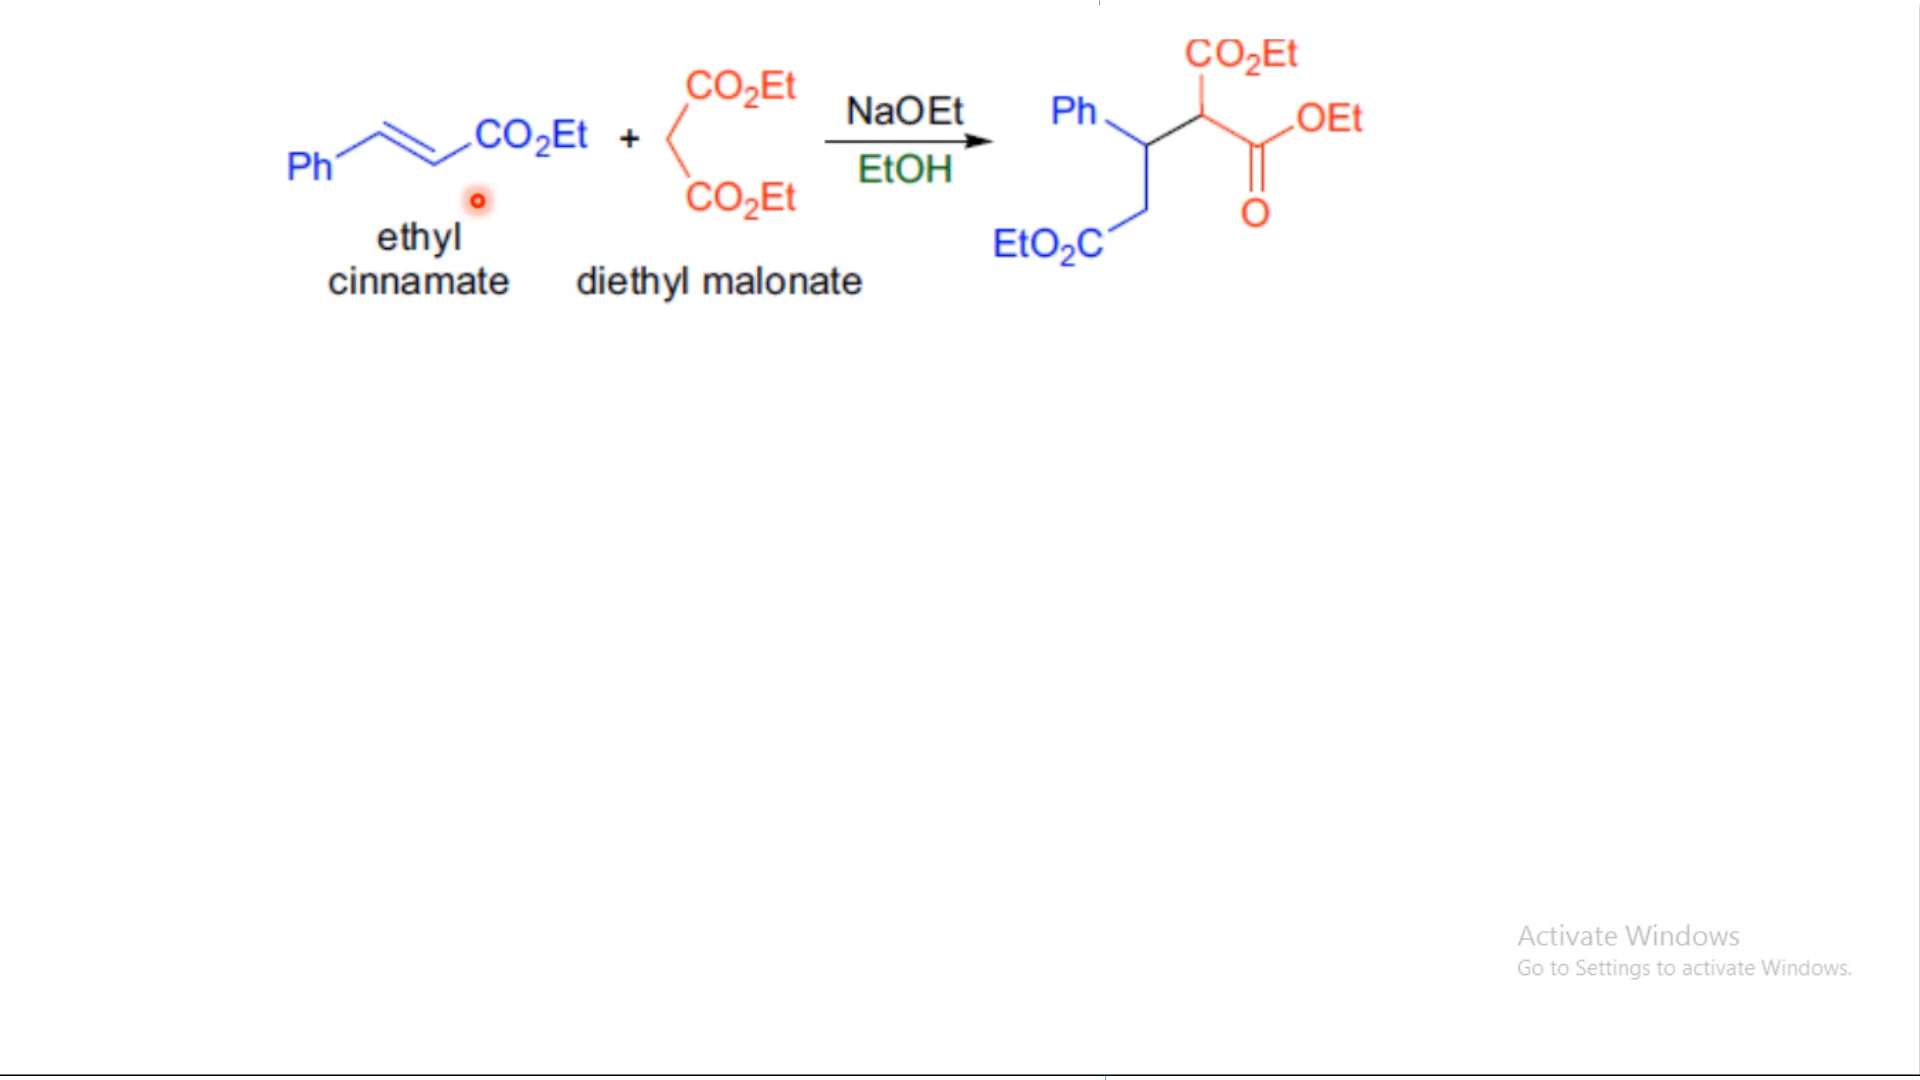 CO₂Et
CO₂Et
NaOEt
Ph
OEt
CO₂Et
+
Ph
EtOH
CO₂Et
O
ethyl
EtO₂C
cinnamate
diethyl malonate
Activate Windows
Go to Settings to activate Windows.